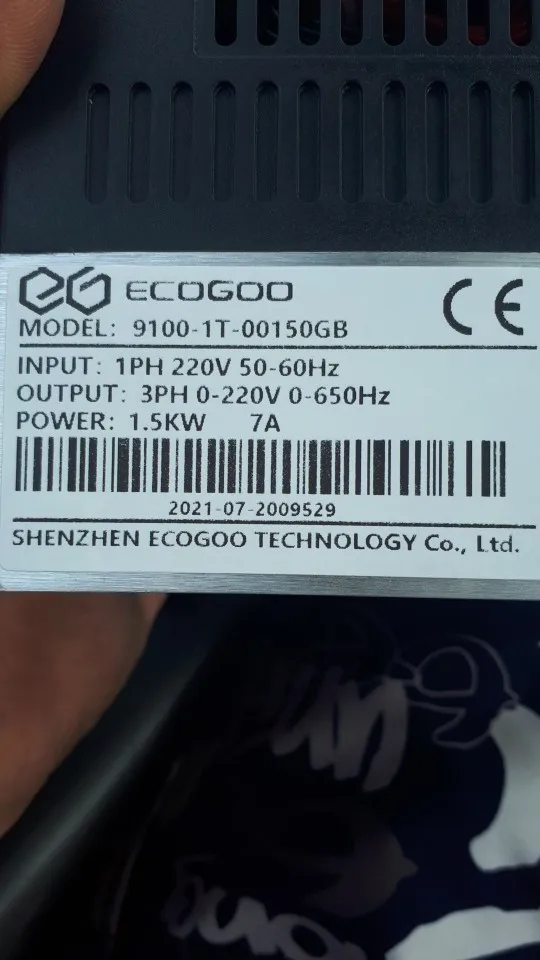 ECOGOO
CE
MODEL: 9100-1T-00150GB
INPUT: 1PH 220V 50-60Hz
OUTPUT: 3PH 0-220V 0-650Hz
POWER: 1.5KW 7A
2021-07-2009529
SHENZHEN ECOGOO TECHNOLOGY Co., Ltd.